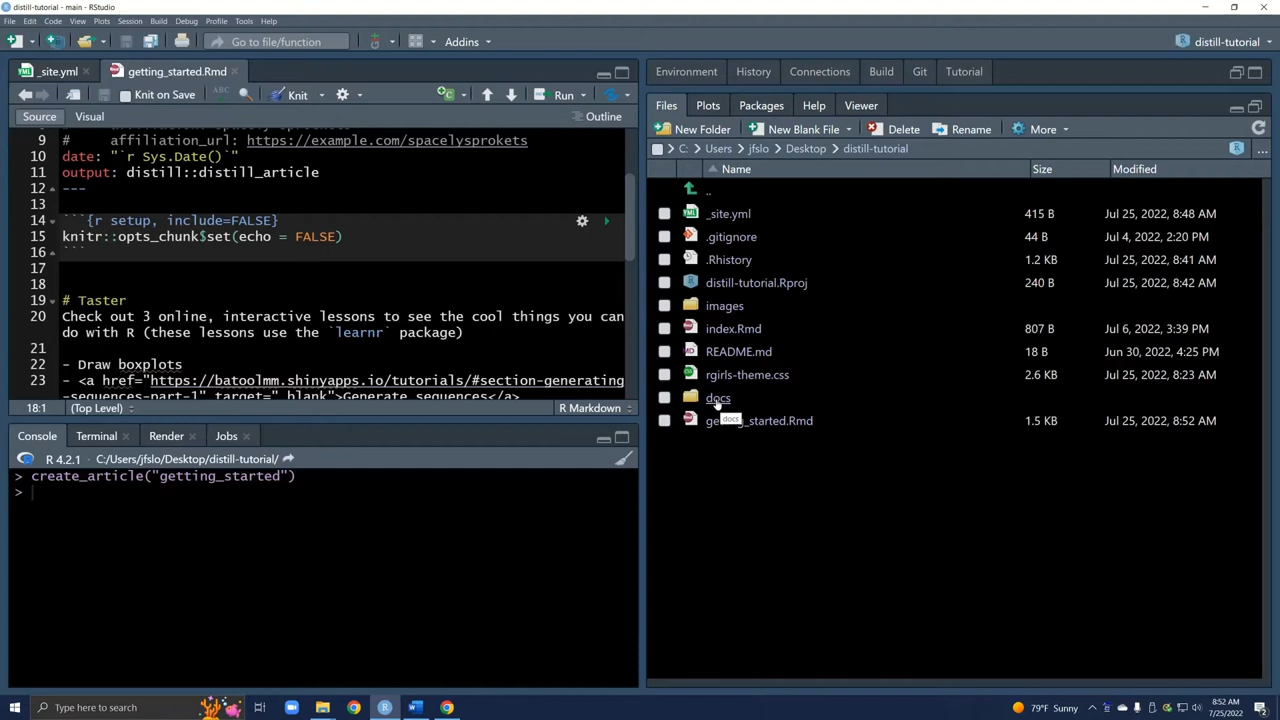 distill-tutorial - main - RStudio
File Edit Code View Plots Session Build Debug Profile Tools Help
Go to file/function Addins distill-tutorial
_site.yml getting_started.Rmd
Knit on Save ABC Knit Run
Source Visual Outline
9 # affiliation_url: https://example.com/spacelysprokets
10 date: "`r Sys.Date()`"
11 output: distill::distill_article
12 ---
13
14 ```{r setup, include=FALSE}
15 knitr::opts_chunk$set(echo = FALSE)
16 ```
17
18
19 # Taster
20 Check out 3 online, interactive lessons to see the cool things you can
do with R (these lessons use the `learnr` package)
21
22 - Draw boxplots
23 - <a href="https://batoolmm.shinyapps.io/tutorials/#section-generating
-sequences-part-1" target="_blank">Generate sequences</a>
18:1 (Top Level) R Markdown
Console Terminal Render Jobs
R 4.2.1 · C:/Users/jfslo/Desktop/distill-tutorial/
> create_article("getting_started")
>
Environment History Connections Build Git Tutorial
Files Plots Packages Help Viewer
New Folder New Blank File Delete Rename More
C: Users jfslo Desktop distill-tutorial ...
Name Size Modified
..
_site.yml 415 B Jul 25, 2022, 8:48 AM
.gitignore 44 B Jul 4, 2022, 2:20 PM
.Rhistory 1.2 KB Jul 25, 2022, 8:41 AM
distill-tutorial.Rproj 240 B Jul 25, 2022, 8:42 AM
images
index.Rmd 807 B Jul 6, 2022, 3:39 PM
README.md 18 B Jun 30, 2022, 4:25 PM
rgirls-theme.css 2.6 KB Jul 25, 2022, 8:23 AM
docs
docs
ge _started.Rmd 1.5 KB Jul 25, 2022, 8:52 AM
Type here to search
79°F Sunny
8:52 AM
7/25/2022
2